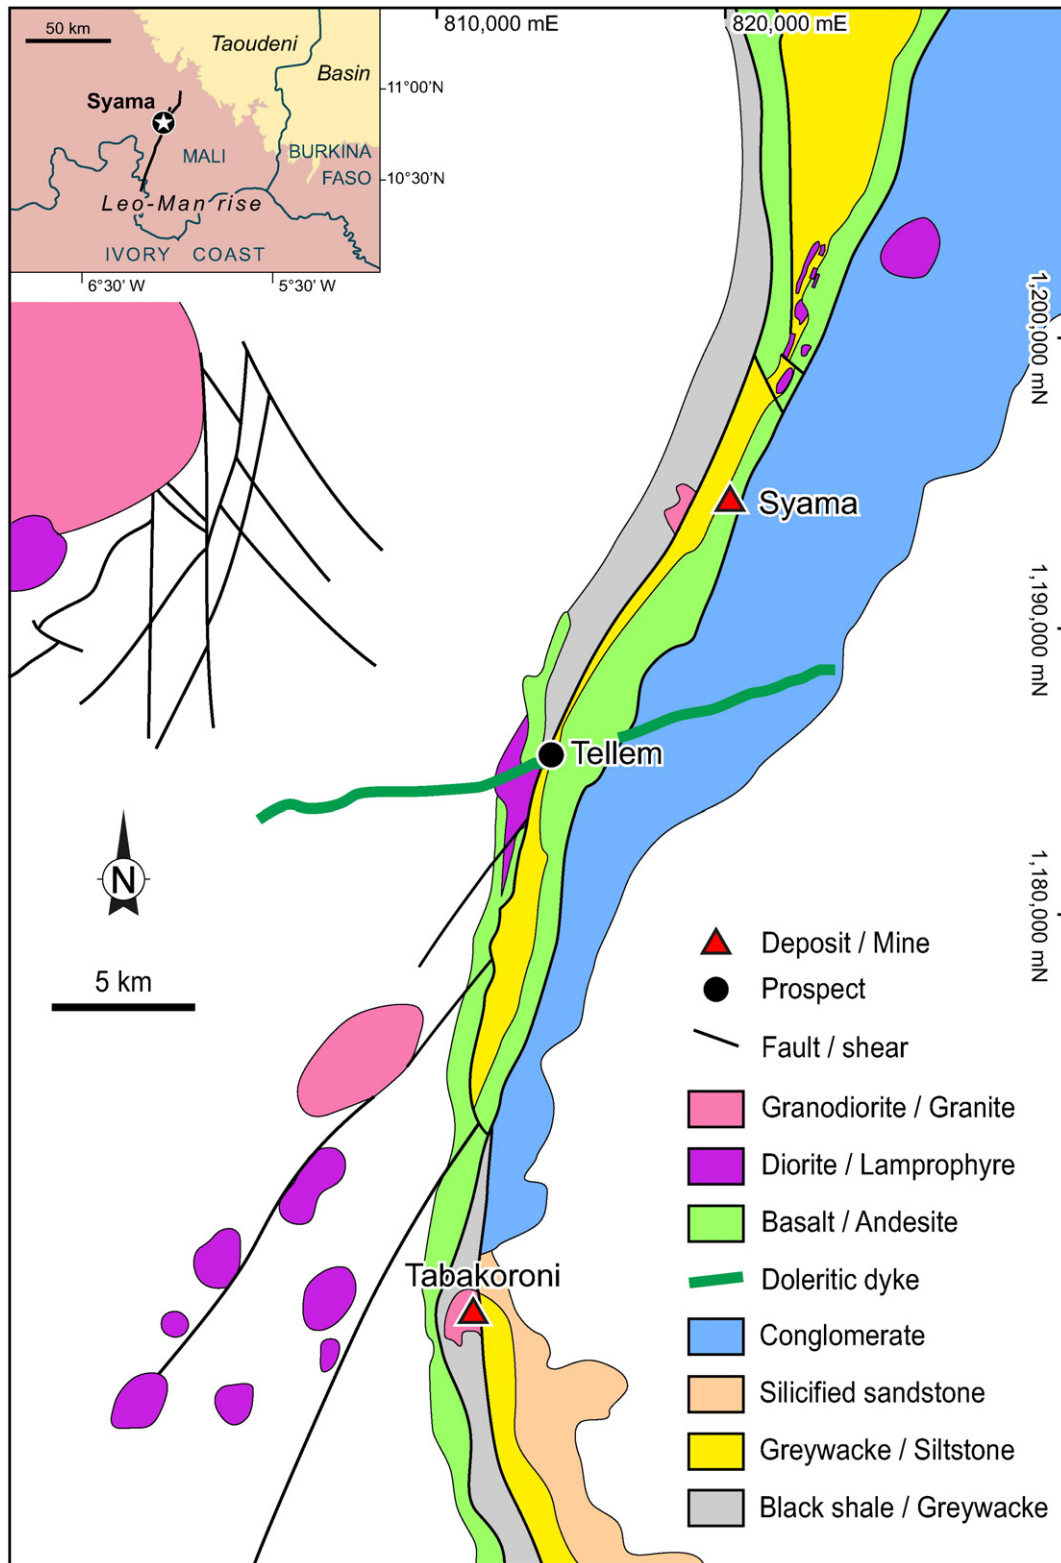 810,000 mE
820,000 mE
50 km
Taoudeni
Basin
Syama
MALI
BURKINA
FASO
Leo-Man rise
IVORY COAST
11°00'N
10°30'N
6°30' W
5°30' W
1,200,000 mN
Syama
1,190,000 mN
Tellem
N
1,180,000 mN
5 km
Tabakoroni
Deposit / Mine
Prospect
Fault / shear
Granodiorite / Granite
Diorite / Lamprophyre
Basalt / Andesite
Doleritic dyke
Conglomerate
Silicified sandstone
Greywacke / Siltstone
Black shale / Greywacke